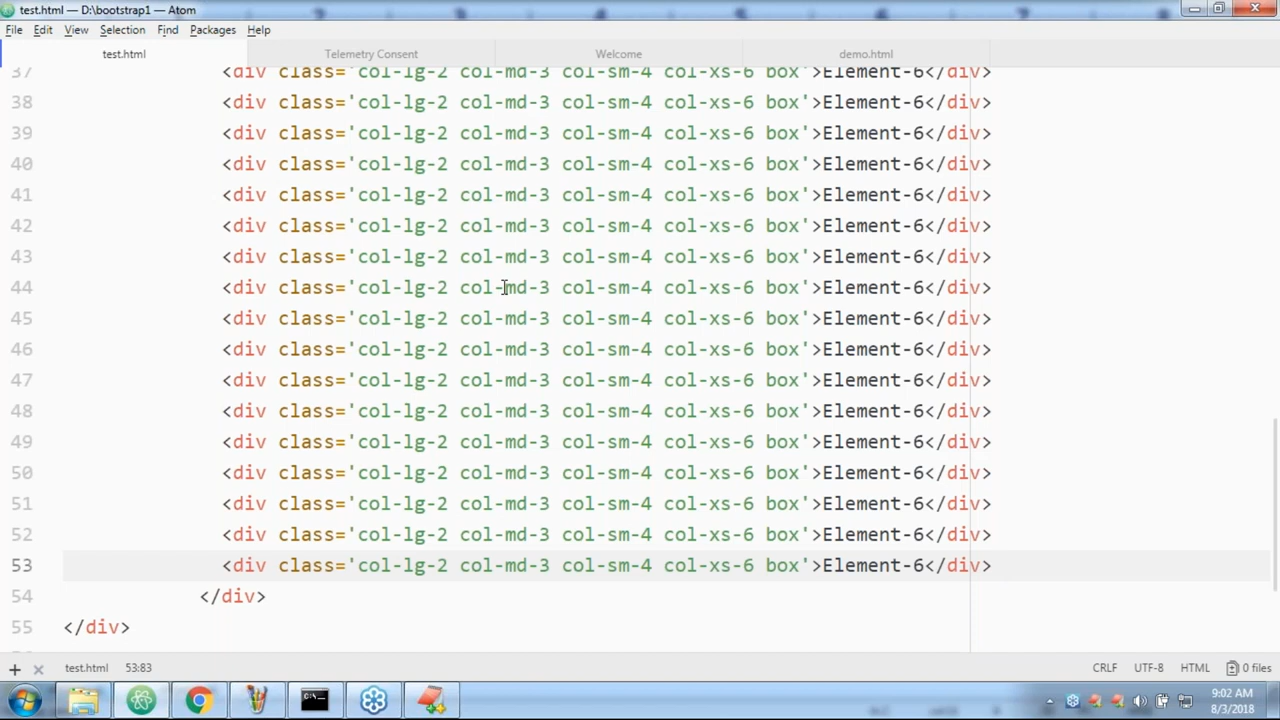 test.html — D:\bootstrap1 — Atom
File Edit View Selection Find Packages Help
test.html Telemetry Consent Welcome demo.html
37 <div class='col-lg-2 col-md-3 col-sm-4 col-xs-6 box'>Element-6</div>
38 <div class='col-lg-2 col-md-3 col-sm-4 col-xs-6 box'>Element-6</div>
39 <div class='col-lg-2 col-md-3 col-sm-4 col-xs-6 box'>Element-6</div>
40 <div class='col-lg-2 col-md-3 col-sm-4 col-xs-6 box'>Element-6</div>
41 <div class='col-lg-2 col-md-3 col-sm-4 col-xs-6 box'>Element-6</div>
42 <div class='col-lg-2 col-md-3 col-sm-4 col-xs-6 box'>Element-6</div>
43 <div class='col-lg-2 col-md-3 col-sm-4 col-xs-6 box'>Element-6</div>
44 <div class='col-lg-2 col-md-3 col-sm-4 col-xs-6 box'>Element-6</div>
45 <div class='col-lg-2 col-md-3 col-sm-4 col-xs-6 box'>Element-6</div>
46 <div class='col-lg-2 col-md-3 col-sm-4 col-xs-6 box'>Element-6</div>
47 <div class='col-lg-2 col-md-3 col-sm-4 col-xs-6 box'>Element-6</div>
48 <div class='col-lg-2 col-md-3 col-sm-4 col-xs-6 box'>Element-6</div>
49 <div class='col-lg-2 col-md-3 col-sm-4 col-xs-6 box'>Element-6</div>
50 <div class='col-lg-2 col-md-3 col-sm-4 col-xs-6 box'>Element-6</div>
51 <div class='col-lg-2 col-md-3 col-sm-4 col-xs-6 box'>Element-6</div>
52 <div class='col-lg-2 col-md-3 col-sm-4 col-xs-6 box'>Element-6</div>
53 <div class='col-lg-2 col-md-3 col-sm-4 col-xs-6 box'>Element-6</div>
54 </div>
55 </div>
test.html 53:83 CRLF UTF-8 HTML 0 files
9:02 AM
8/3/2018